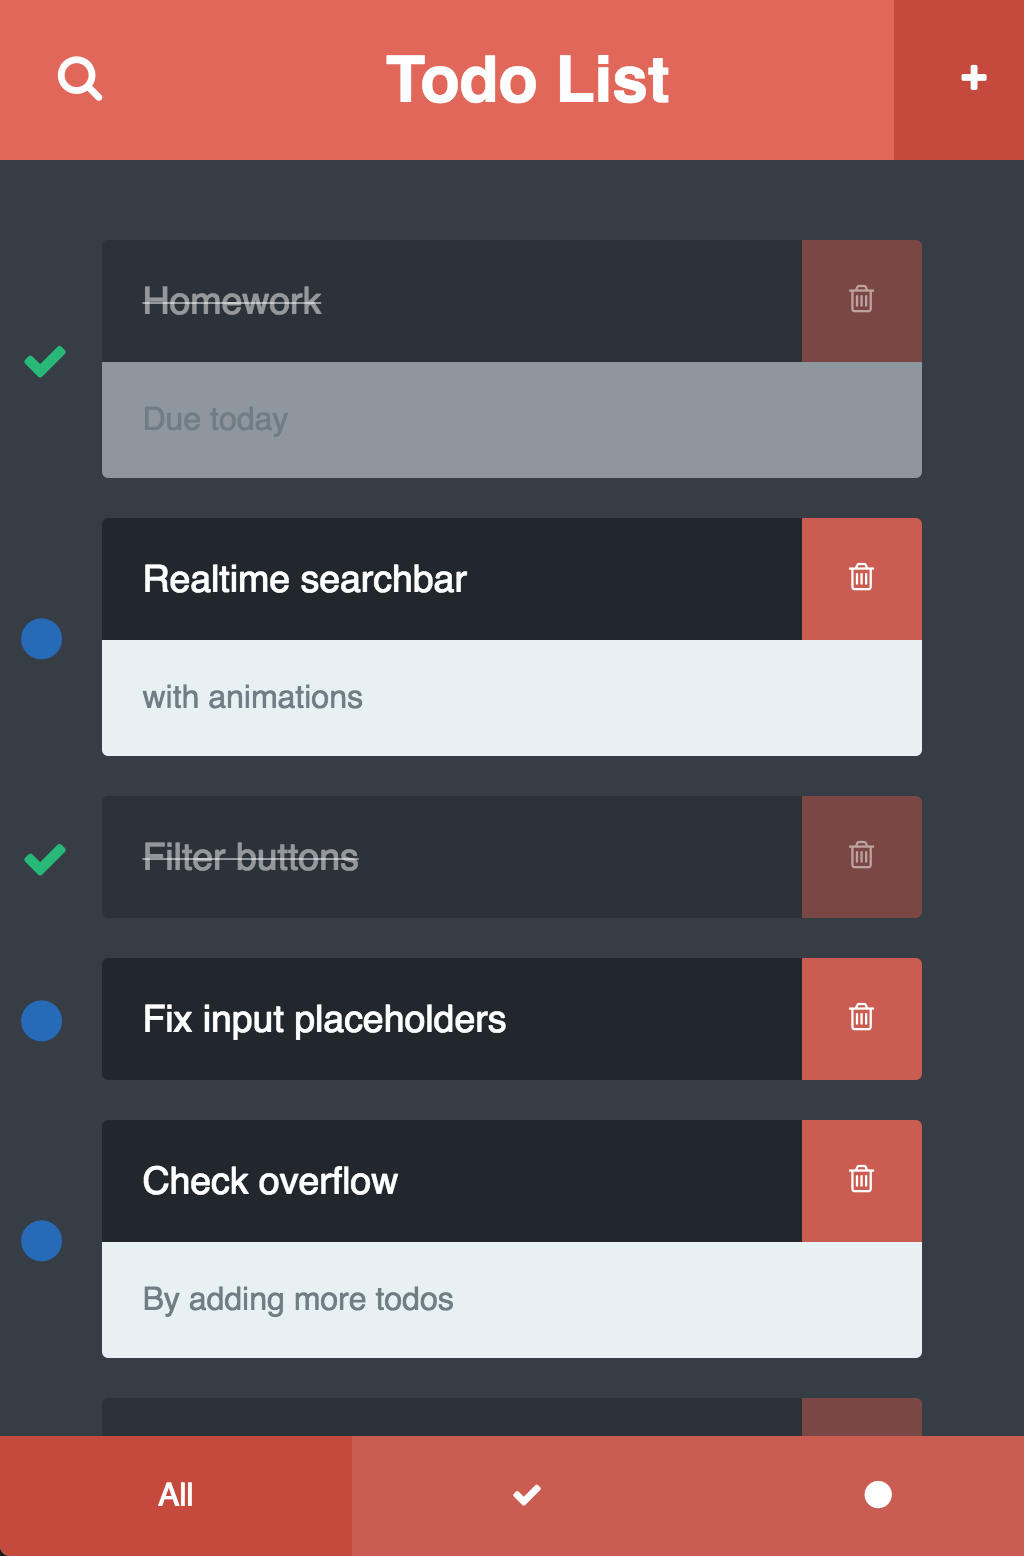 Todo List
Homework
Due today
Realtime searchbar
with animations
Filter buttons
Fix input placeholders
Check overflow
By adding more todos
All